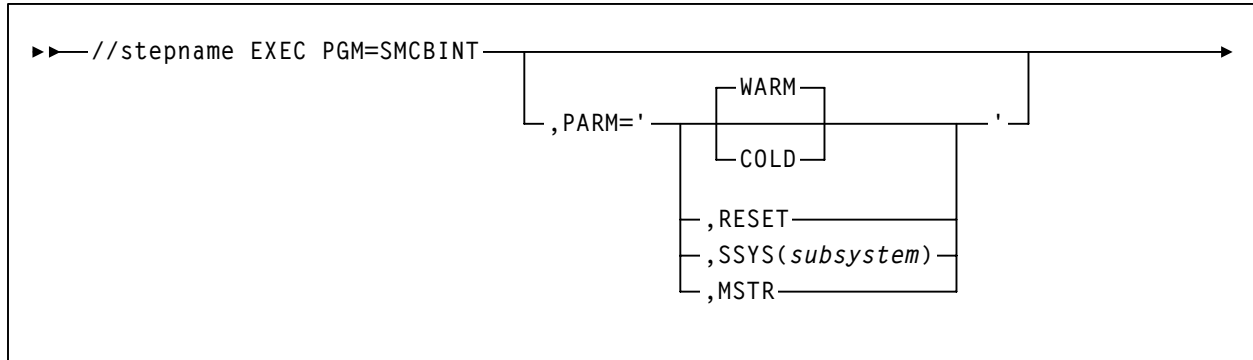 //stepname EXEC PGM=SMCBINT
WARM
,PARM=' '
COLD
,RESET
,SSYS(subsystem)
,MSTR